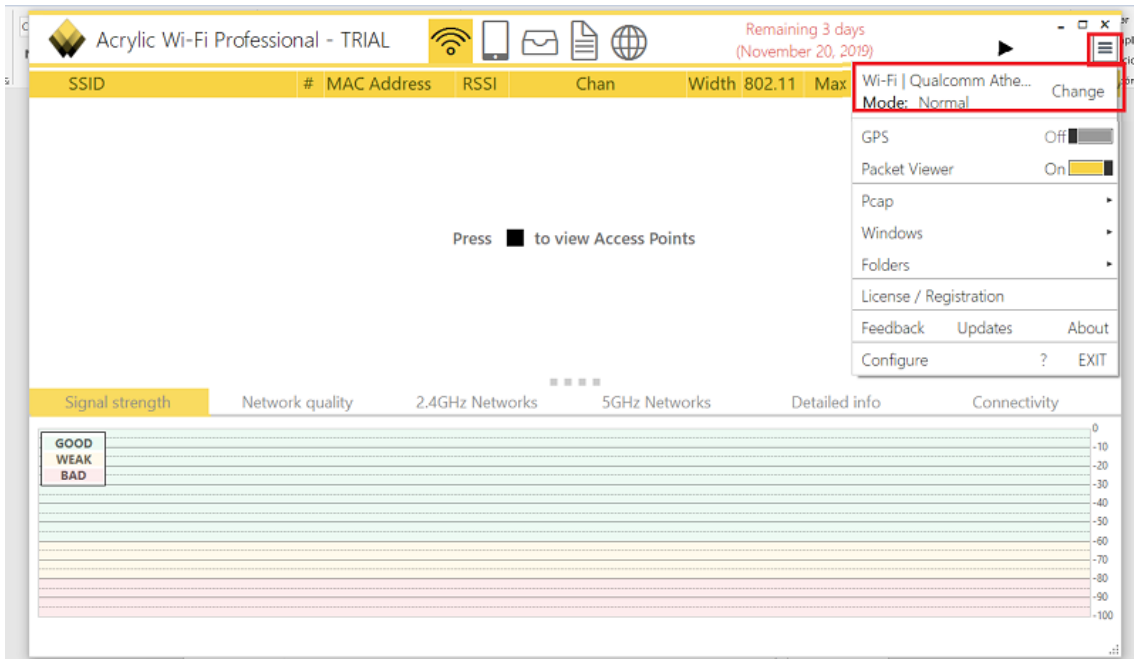 Acrylic Wi-Fi Professional - TRIAL
Remaining 3 days
(November 20, 2019)
SSID # MAC Address RSSI Chan Width 802.11 Max
Wi-Fi | Qualcomm Athe... Change
Mode: Normal
GPS Off
Packet Viewer On
Pcap
Windows
Folders
License / Registration
Feedback Updates About
Configure ? EXIT
Press to view Access Points
Signal strength Network quality 2.4GHz Networks 5GHz Networks Detailed info Connectivity
GOOD
WEAK
BAD
0
-10
-20
-30
-40
-50
-60
-70
-80
-90
-100